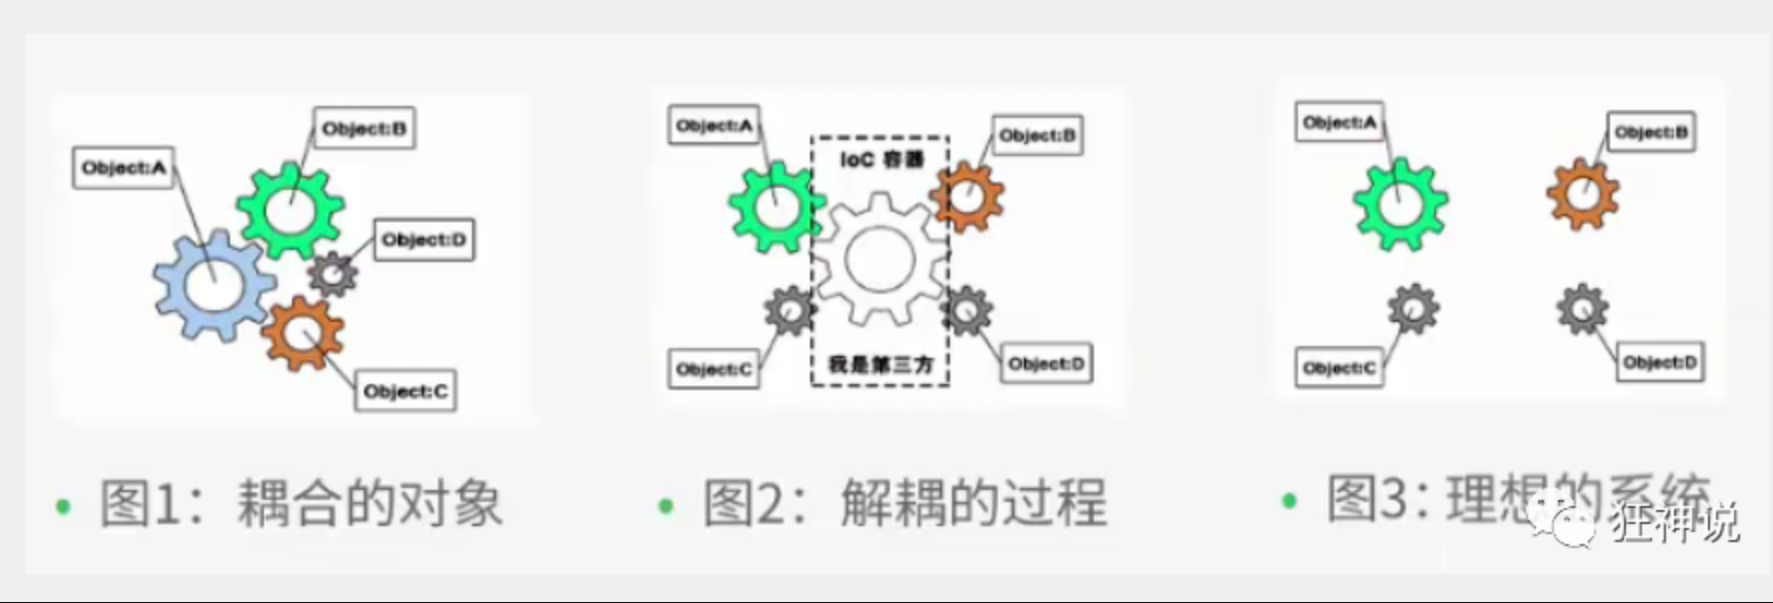 Object:B
Object:A
Object:D
Object:C
图1：耦合的对象
Object:A
Object:B
IoC 容器
我是第三方
Object:C
Object:D
图2：解耦的过程
Object:A
Object:B
Object:C
Object:D
图3：理想的系统
狂神说